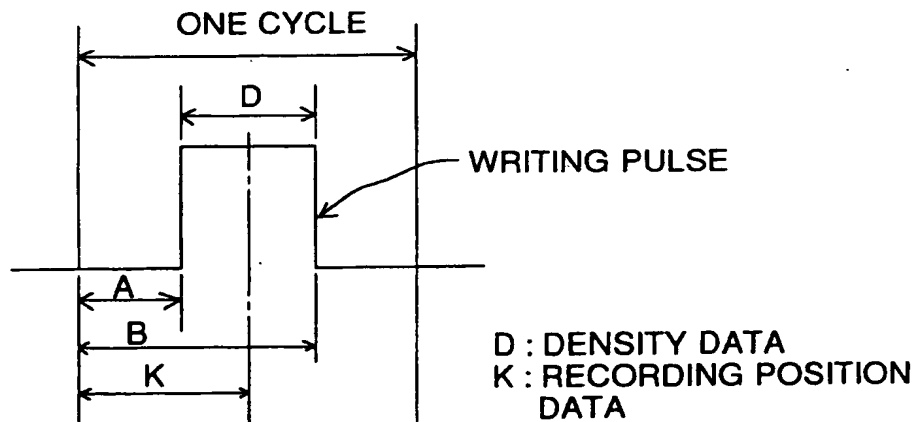 ONE CYCLE
D
WRITING PULSE
A
B
K
D : DENSITY DATA
K : RECORDING POSITION
DATA